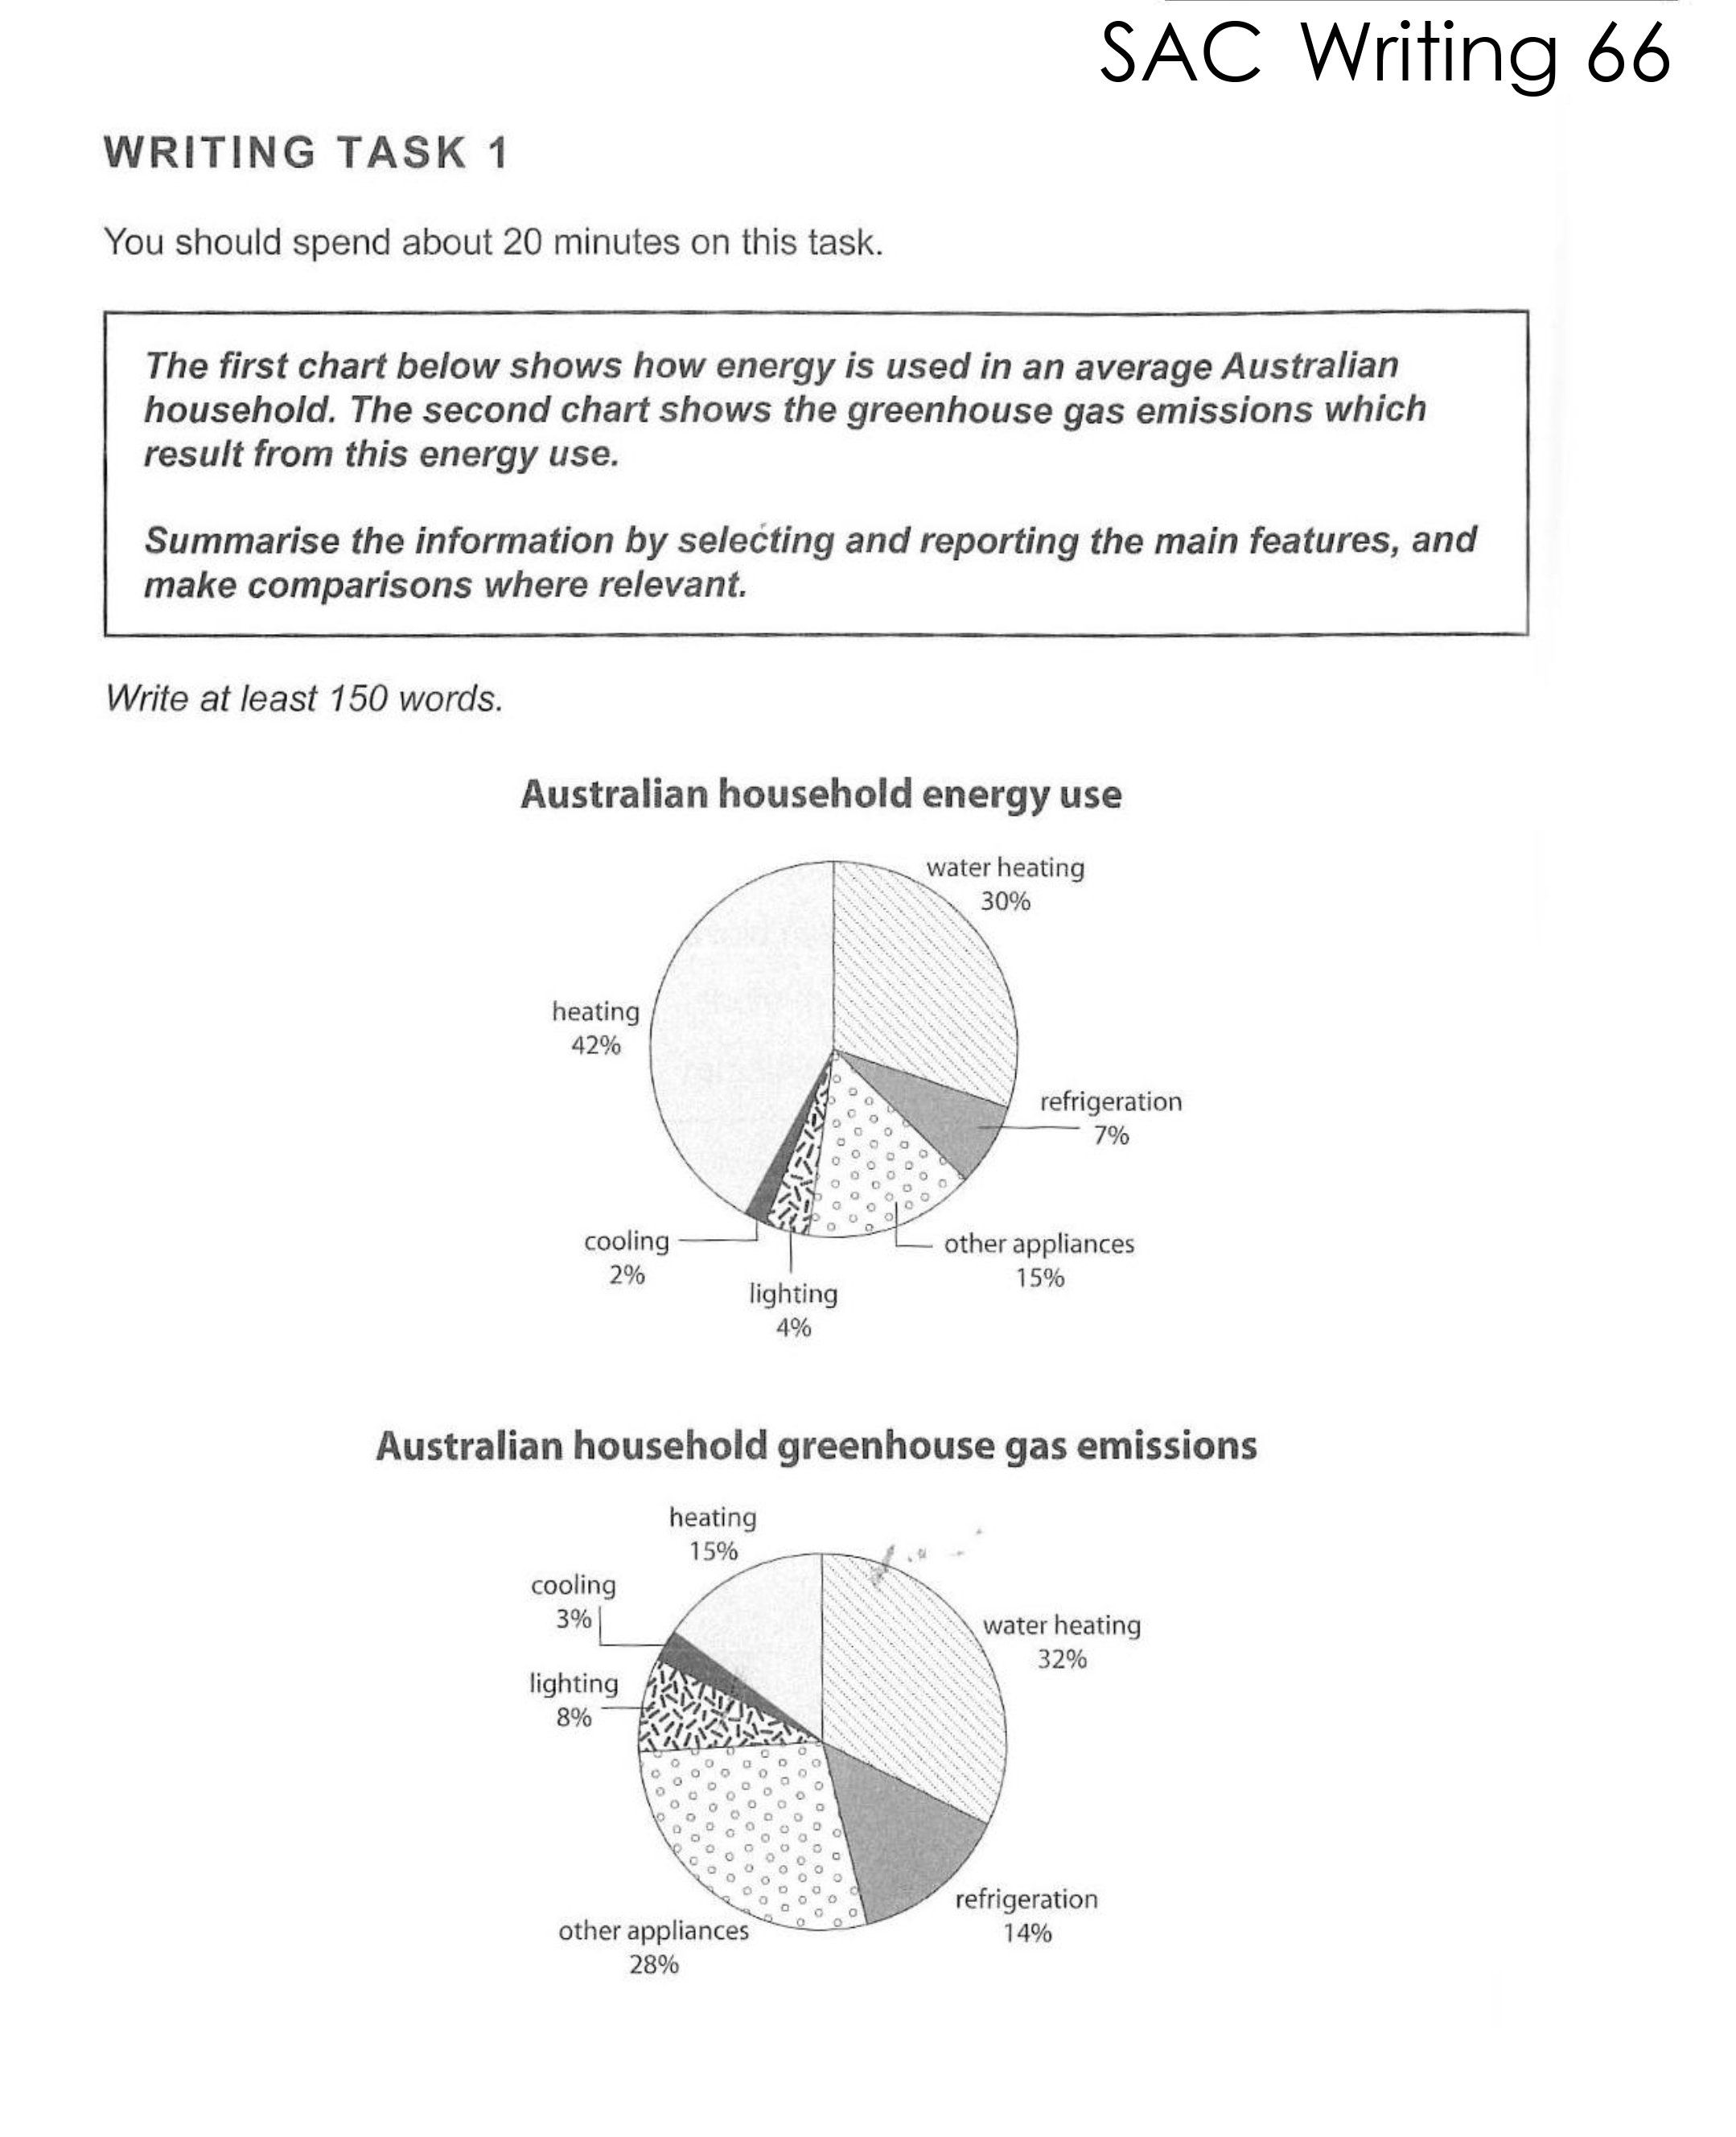 SAC Writing 66
WRITING TASK 1
You should spend about 20 minutes on this task.
The first chart below shows how energy is used in an average Australian
household. The second chart shows the greenhouse gas emissions which
result from this energy use.
Summarise the information by selecting and reporting the main features, and
make comparisons where relevant.
Write at least 150 words.
Australian household energy use
water heating
30%
heating
42%
refrigeration
7%
cooling
2%
other appliances
15%
lighting
4%
Australian household greenhouse gas emissions
heating
15%
cooling
3%
water heating
32%
lighting
8%
refrigeration
14%
other appliances
28%